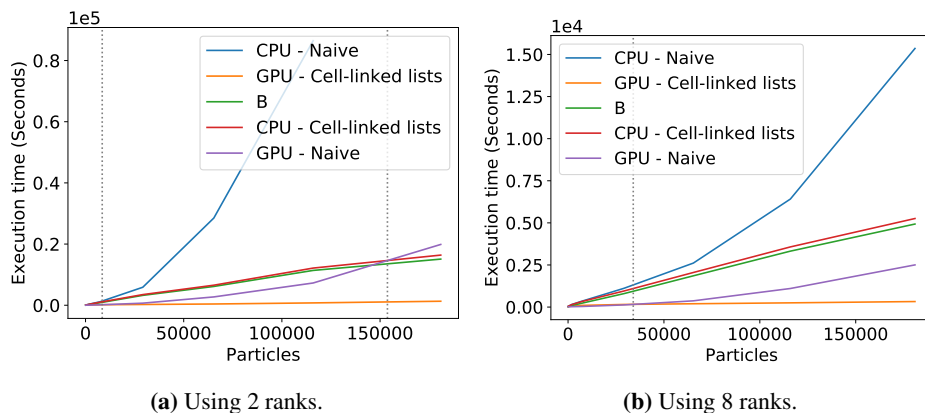 1e5
Execution time (Seconds)
0.8
0.6
0.4
0.2
0.0
CPU - Naive
GPU - Cell-linked lists
B
CPU - Cell-linked lists
GPU - Naive
0
50000
100000
150000
Particles
(a) Using 2 ranks.
1e4
Execution time (Seconds)
1.50
1.25
1.00
0.75
0.50
0.25
0.00
CPU - Naive
GPU - Cell-linked lists
B
CPU - Cell-linked lists
GPU - Naive
0
50000
100000
150000
Particles
(b) Using 8 ranks.